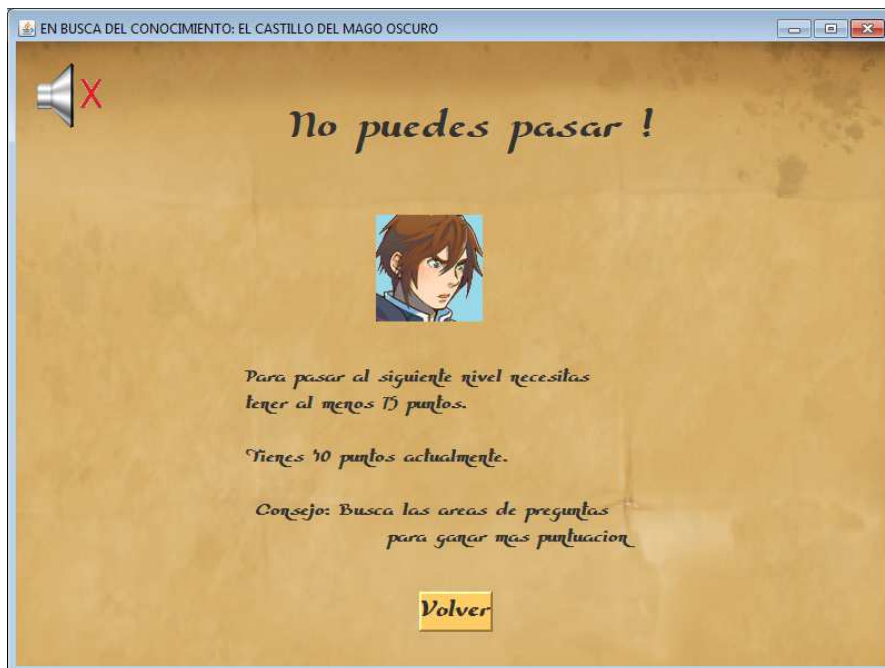 EN BUSCA DEL CONOCIMIENTO: EL CASTILLO DEL MAGO OSCURO
No puedes pasar !
Para pasar al siguiente nivel necesitas
tener al menos 75 puntos.
Tienes 40 puntos actualmente.
Consejo: Busca las areas de preguntas
para ganar mas puntuacion
Volver